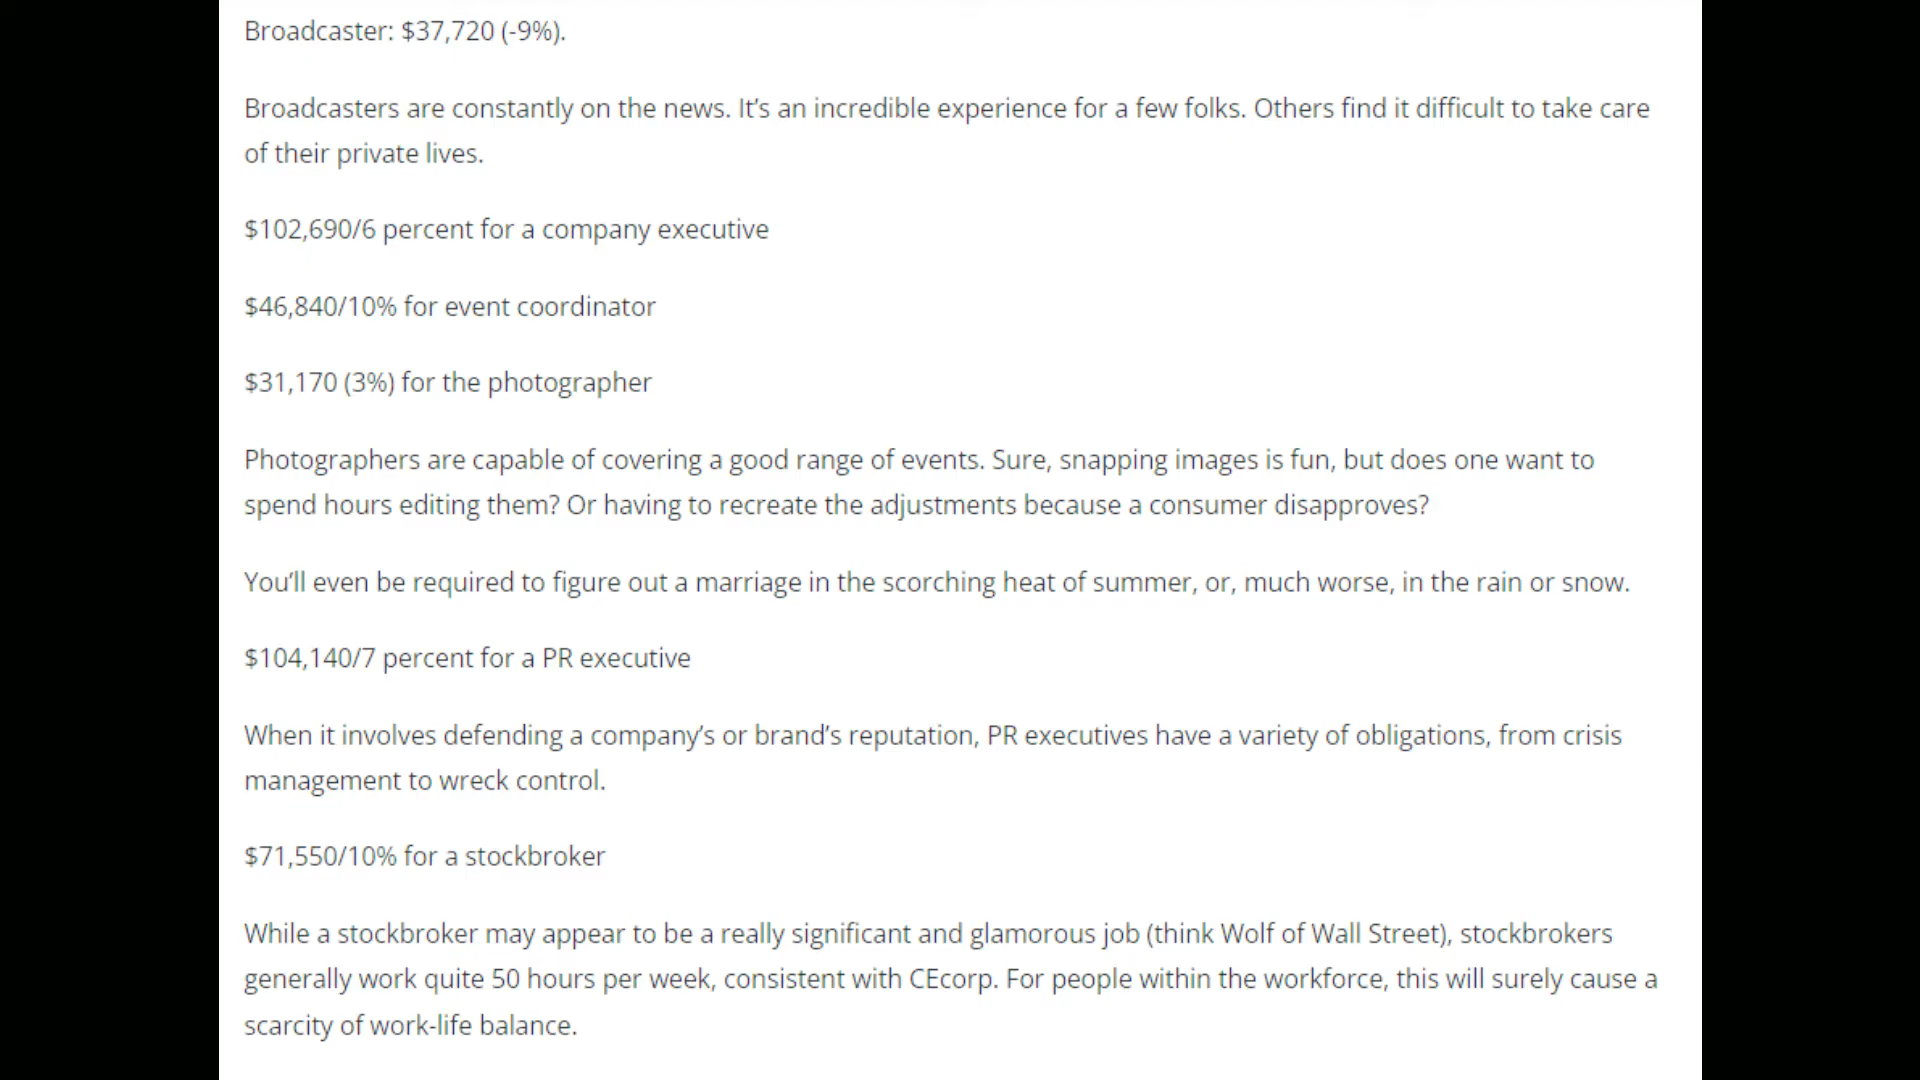 Broadcaster: $37,720 (-9%).
Broadcasters are constantly on the news. It’s an incredible experience for a few folks. Others find it difficult to take care
of their private lives.
$102,690/6 percent for a company executive
$46,840/10% for event coordinator
$31,170 (3%) for the photographer
Photographers are capable of covering a good range of events. Sure, snapping images is fun, but does one want to
spend hours editing them? Or having to recreate the adjustments because a consumer disapproves?
You’ll even be required to figure out a marriage in the scorching heat of summer, or, much worse, in the rain or snow.
$104,140/7 percent for a PR executive
When it involves defending a company’s or brand’s reputation, PR executives have a variety of obligations, from crisis
management to wreck control.
$71,550/10% for a stockbroker
While a stockbroker may appear to be a really significant and glamorous job (think Wolf of Wall Street), stockbrokers
generally work quite 50 hours per week, consistent with CEcorp. For people within the workforce, this will surely cause a
scarcity of work-life balance.